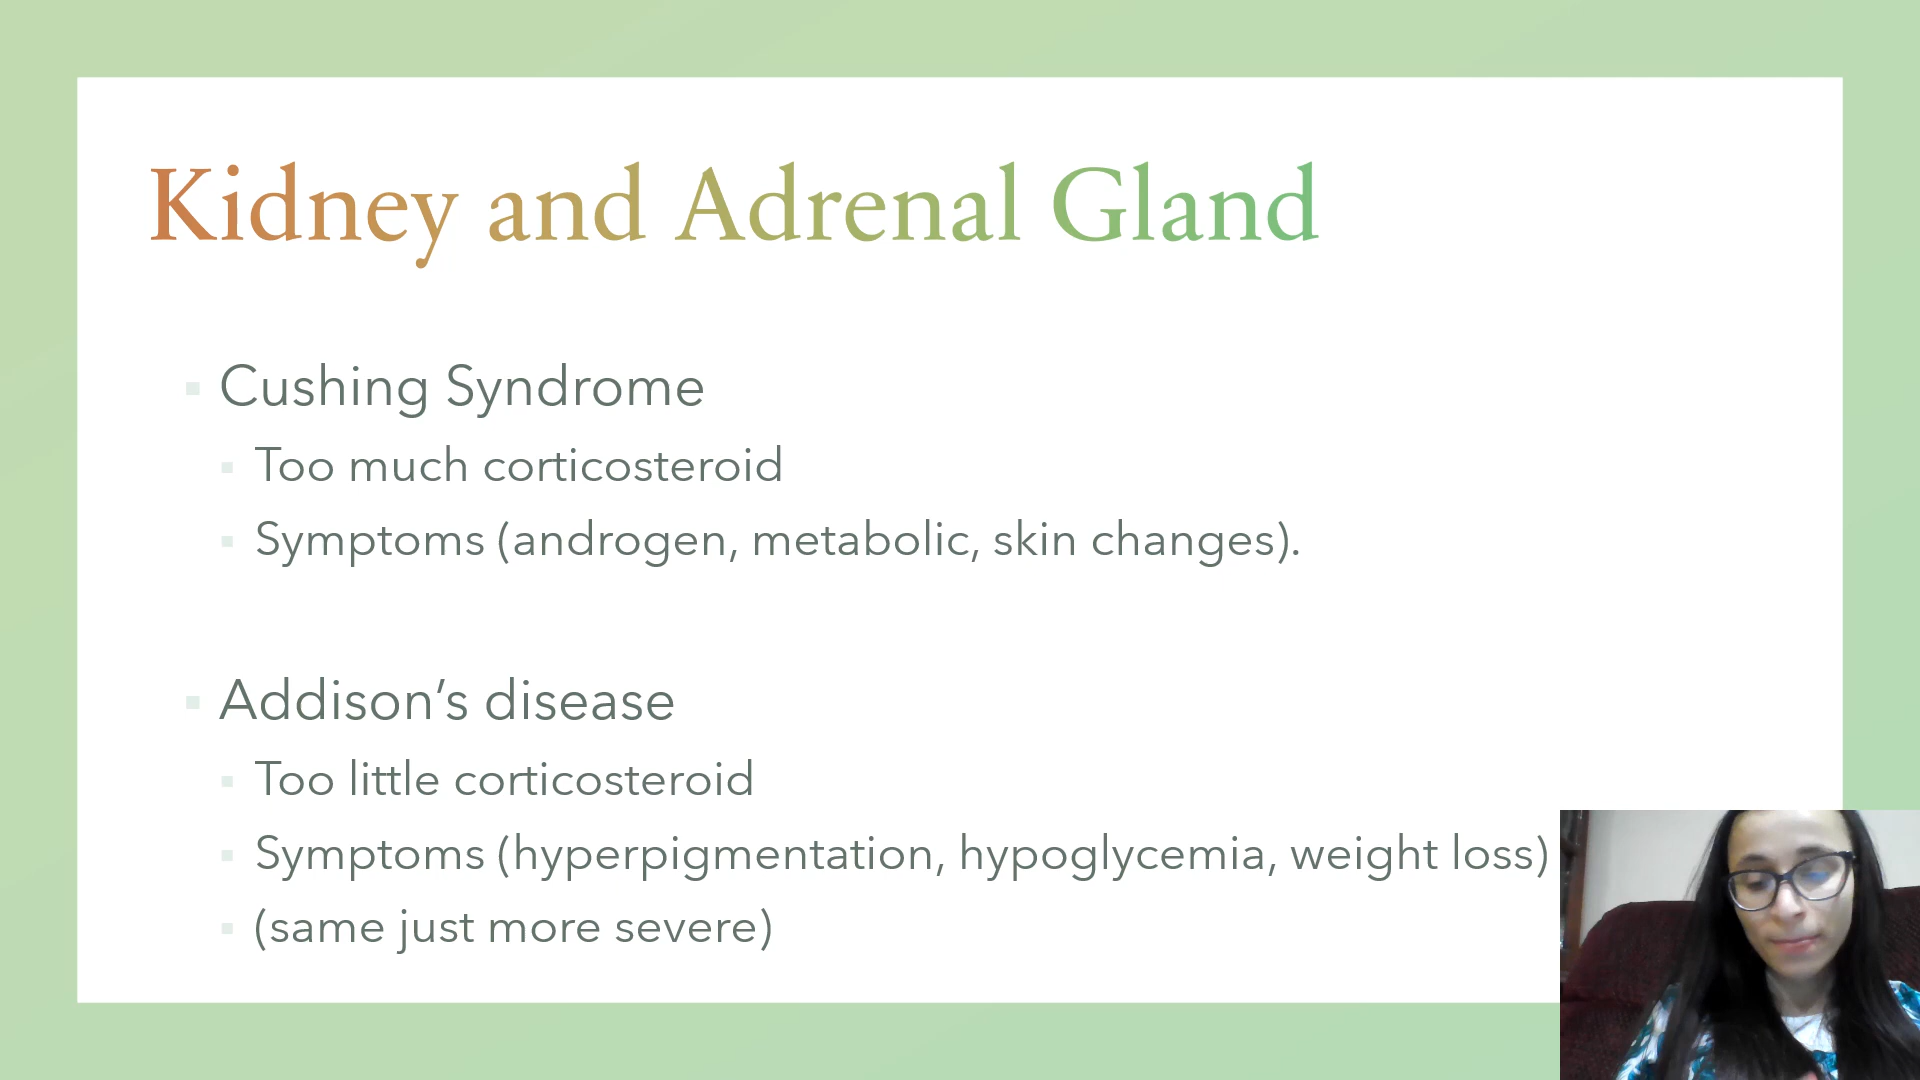 Kidney and Adrenal Gland
Cushing Syndrome
Too much corticosteroid
Symptoms (androgen, metabolic, skin changes).
Addison’s disease
Too little corticosteroid
Symptoms (hyperpigmentation, hypoglycemia, weight loss)
(same just more severe)